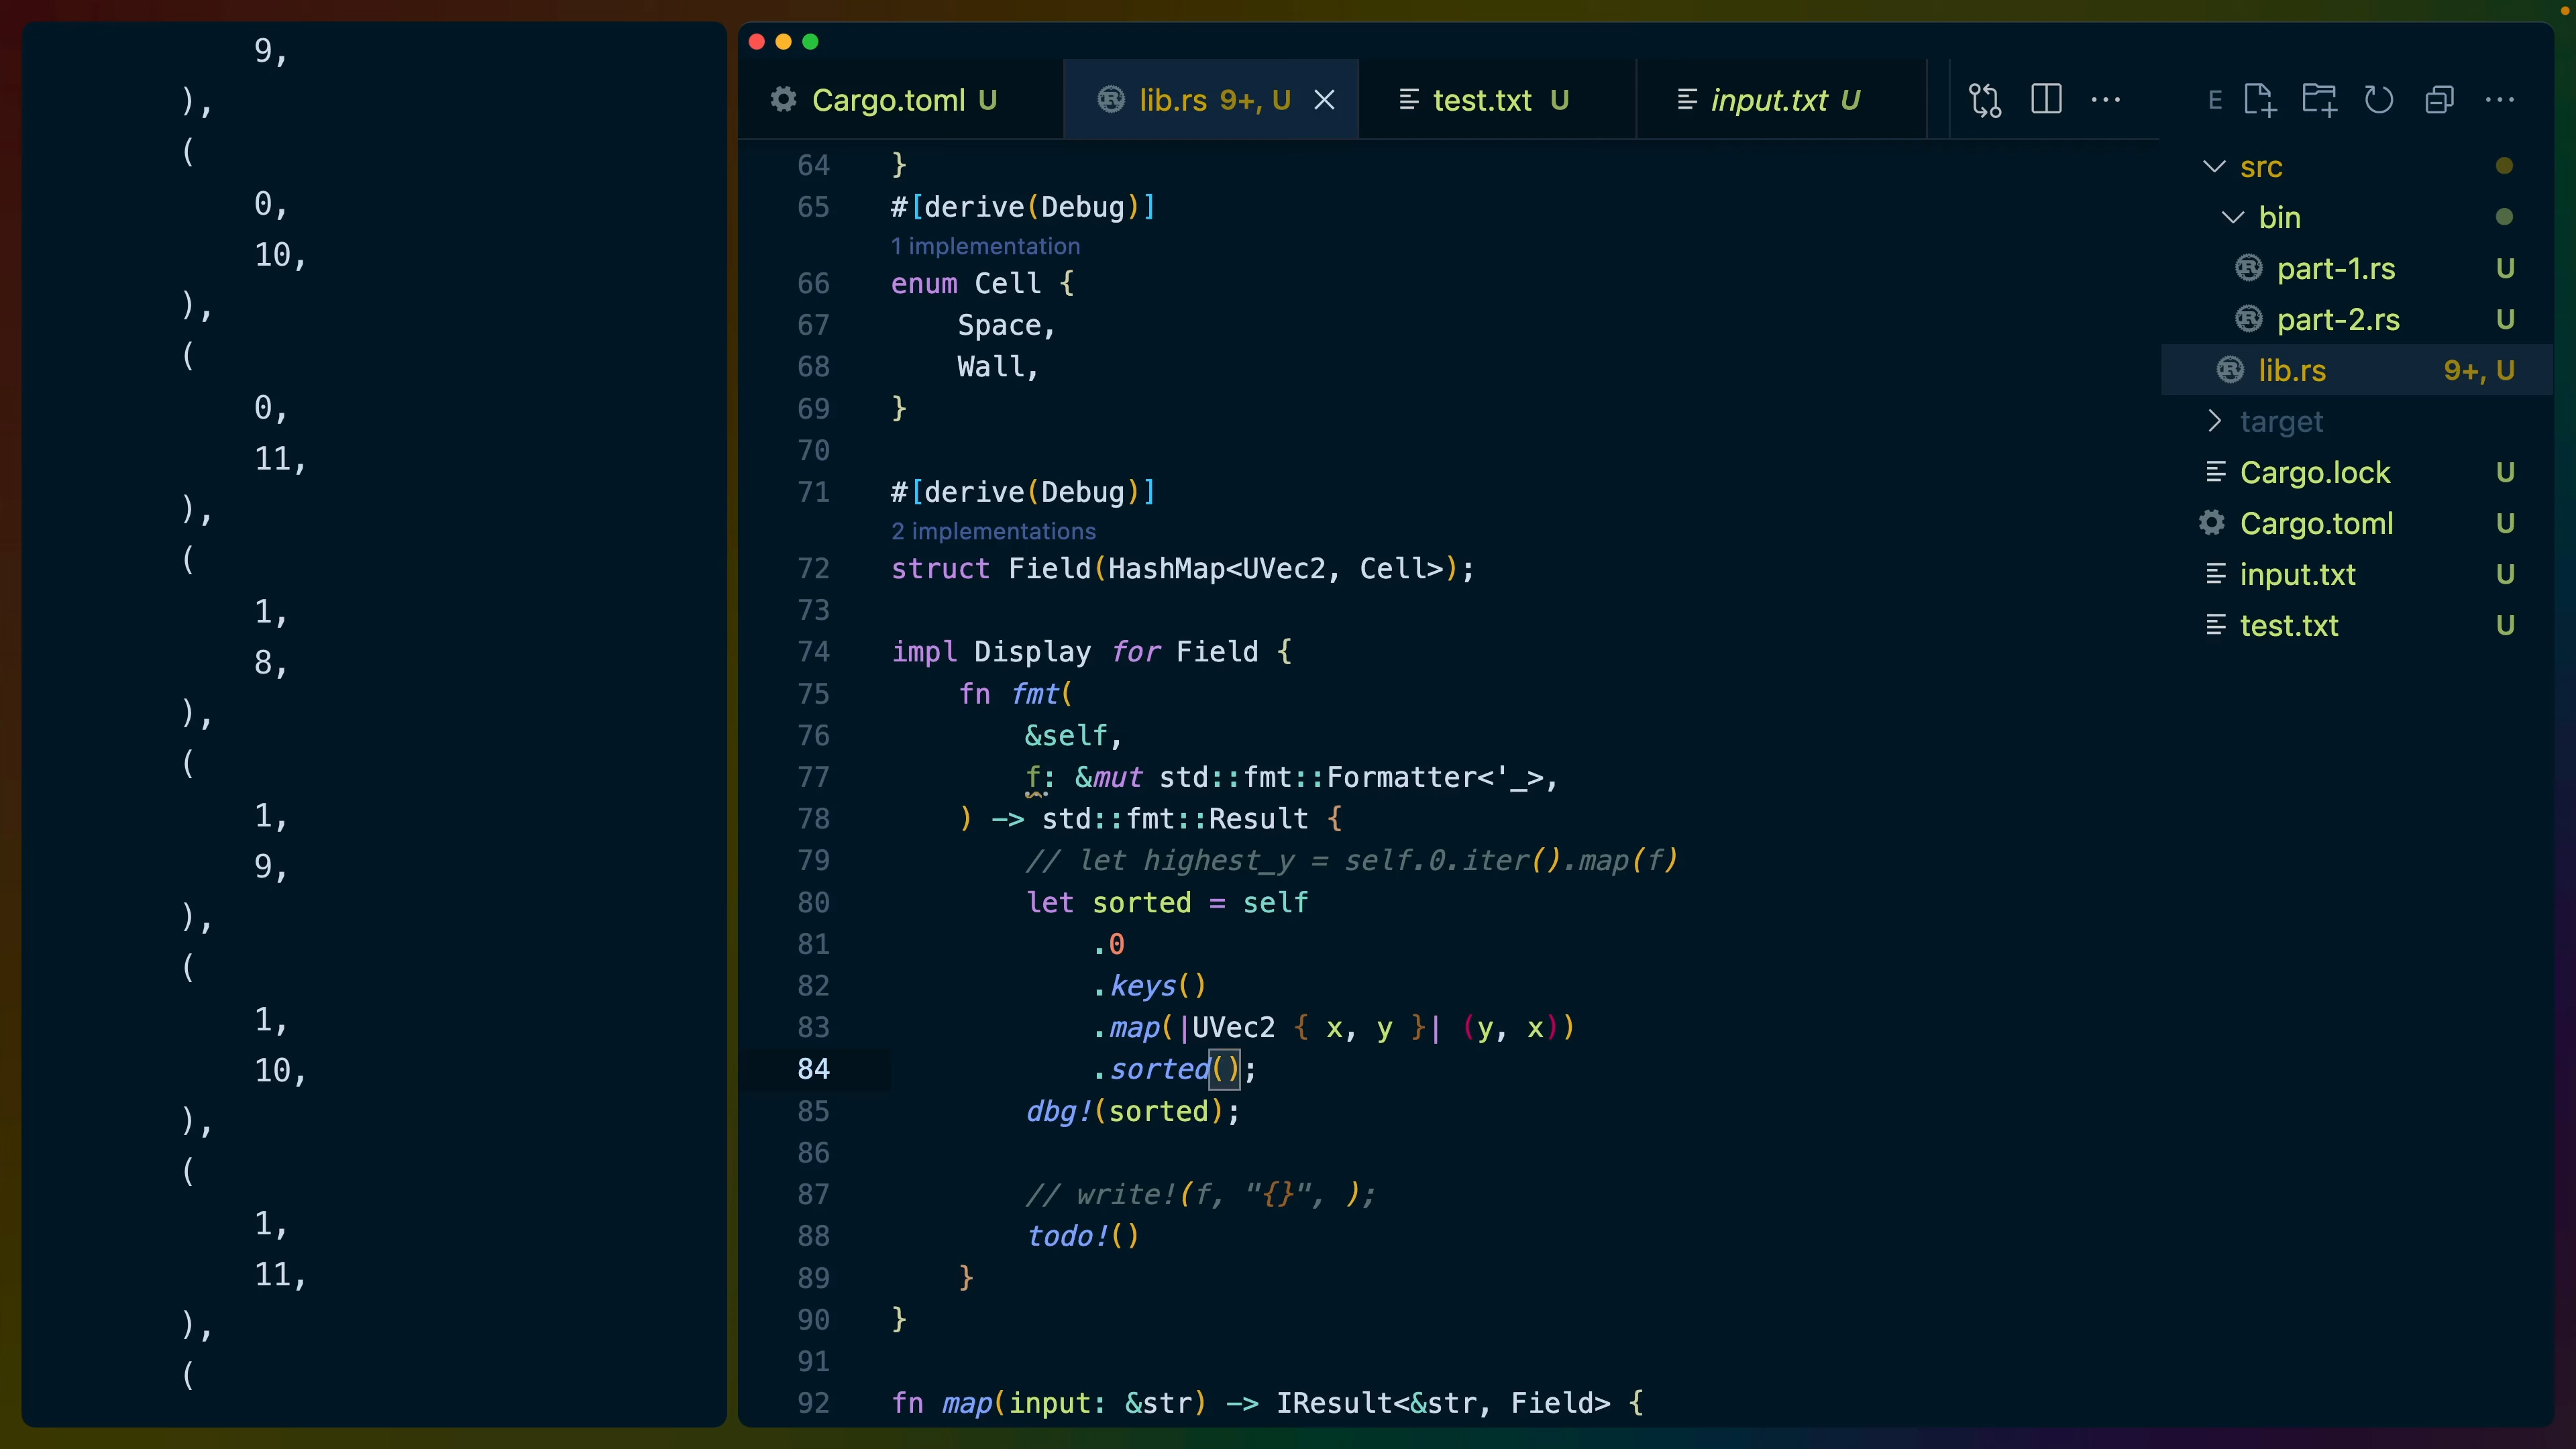 9,
),
(
0,
10,
),
(
0,
11,
),
(
1,
8,
),
(
1,
9,
),
(
1,
10,
),
(
1,
11,
),
(
Cargo.toml U
lib.rs 9+, U
test.txt U
input.txt U
64 }
65 #[derive(Debug)]
1 implementation
66 enum Cell {
67 Space,
68 Wall,
69 }
70
71 #[derive(Debug)]
2 implementations
72 struct Field(HashMap<UVec2, Cell>);
73
74 impl Display for Field {
75 fn fmt(
76 &self,
77 f: &mut std::fmt::Formatter<'_>,
78 ) -> std::fmt::Result {
79 // let highest_y = self.0.iter().map(f)
80 let sorted = self
81 .0
82 .keys()
83 .map(|UVec2 { x, y }| (y, x))
84 .sorted();
85 dbg!(sorted);
86
87 // write!(f, "{}", );
88 todo!()
89 }
90 }
91
92 fn map(input: &str) -> IResult<&str, Field> {
E
src
bin
part-1.rs U
part-2.rs U
lib.rs 9+, U
target
Cargo.lock U
Cargo.toml U
input.txt U
test.txt U